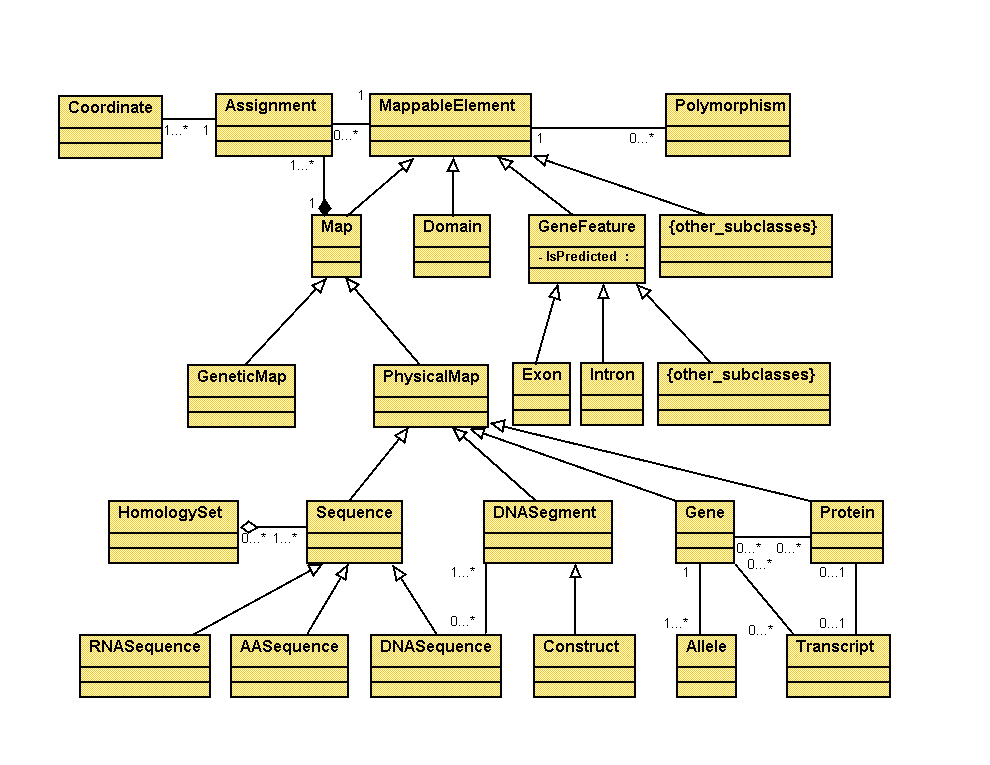 Coordinate
Assignment
MappableElement
Polymorphism
1
1...*
1
0...*
1
0...*
1...*
1
Map
Domain
GeneFeature
- IsPredicted :
{other_subclasses}
GeneticMap
PhysicalMap
Exon
Intron
{other_subclasses}
HomologySet
Sequence
DNASegment
Gene
Protein
0...*
1...*
0...*
0...*
0...*
1...*
1
0...1
0...*
1...*
0...*
0...1
RNASequence
AASequence
DNASequence
Construct
Allele
Transcript